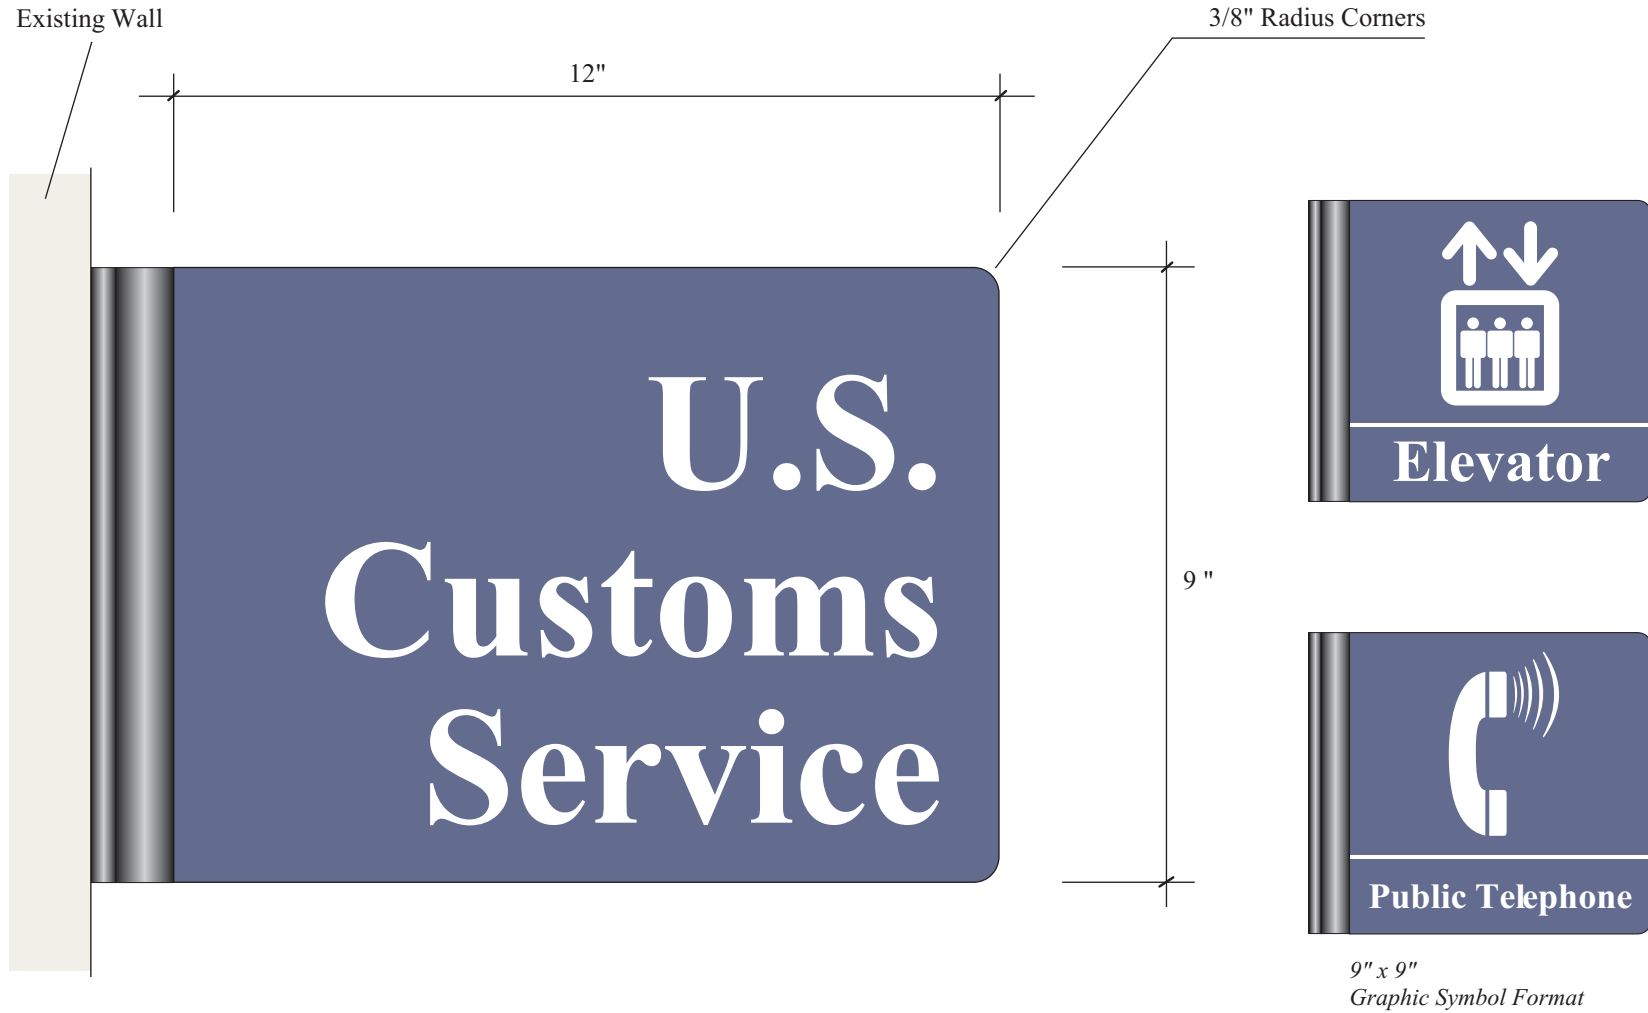 Existing Wall
3/8" Radius Corners
12"
U.S.
Customs
Service
9 "
Elevator
Public Telephone
9" x 9"
Graphic Symbol Format